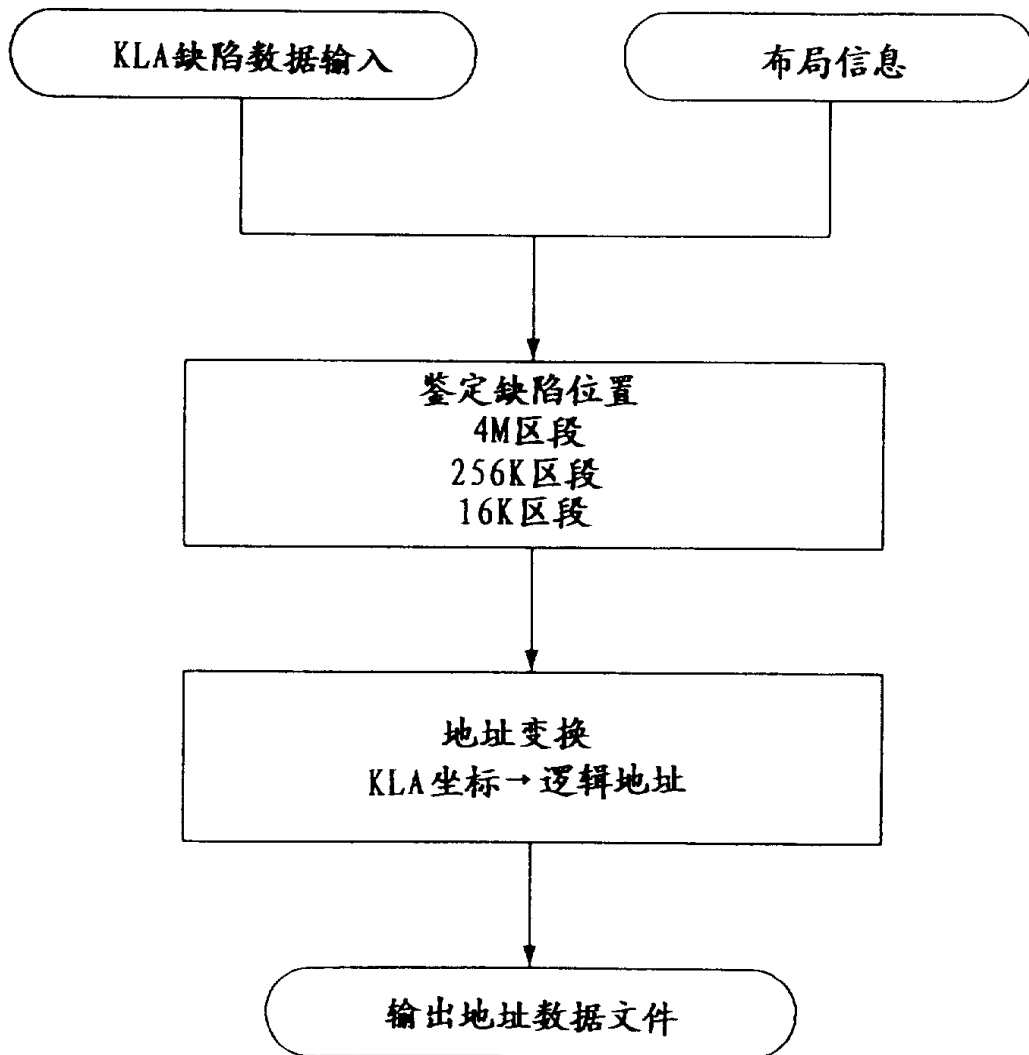 KLA缺陷数据输入
布局信息
鉴定缺陷位置
4M区段
256K区段
16K区段
地址变换
KLA坐标→逻辑地址
输出地址数据文件